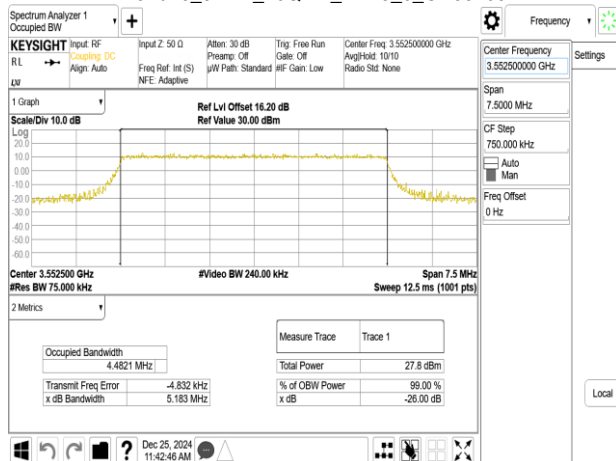 Spectrum Analyzer 1
Occupied BW
Frequency
KEYSIGHT
RL
Input: RF
Coupling: DC
Align: Auto
Input Z: 50 Ω
Freq Ref: Int (S)
NFE: Adaptive
Atten: 30 dB
Preamp: Off
µW Path: Standard
Trig: Free Run
Gate: Off
#IF Gain: Low
Center Freq: 3.552500000 GHz
Avg|Hold: 10/10
Radio Std: None
Center Frequency
3.552500000 GHz
Settings
Span
7.5000 MHz
CF Step
750.000 kHz
Auto
Man
Freq Offset
0 Hz
Local
1 Graph
Scale/Div 10.0 dB
Ref Lvl Offset 16.20 dB
Ref Value 30.00 dBm
Log
20.0
10.0
0.00
-10.0
-20.0
-30.0
-40.0
-50.0
-60.0
Center 3.552500 GHz
#Video BW 240.00 kHz
Span 7.5 MHz
#Res BW 75.000 kHz
Sweep 12.5 ms (1001 pts)
2 Metrics
Measure Trace
Trace 1
Occupied Bandwidth
4.4821 MHz
Total Power
27.8 dBm
Transmit Freq Error
-4.832 kHz
% of OBW Power
99.00 %
x dB Bandwidth
5.183 MHz
x dB
-26.00 dB
Dec 25, 2024
11:42:46 AM